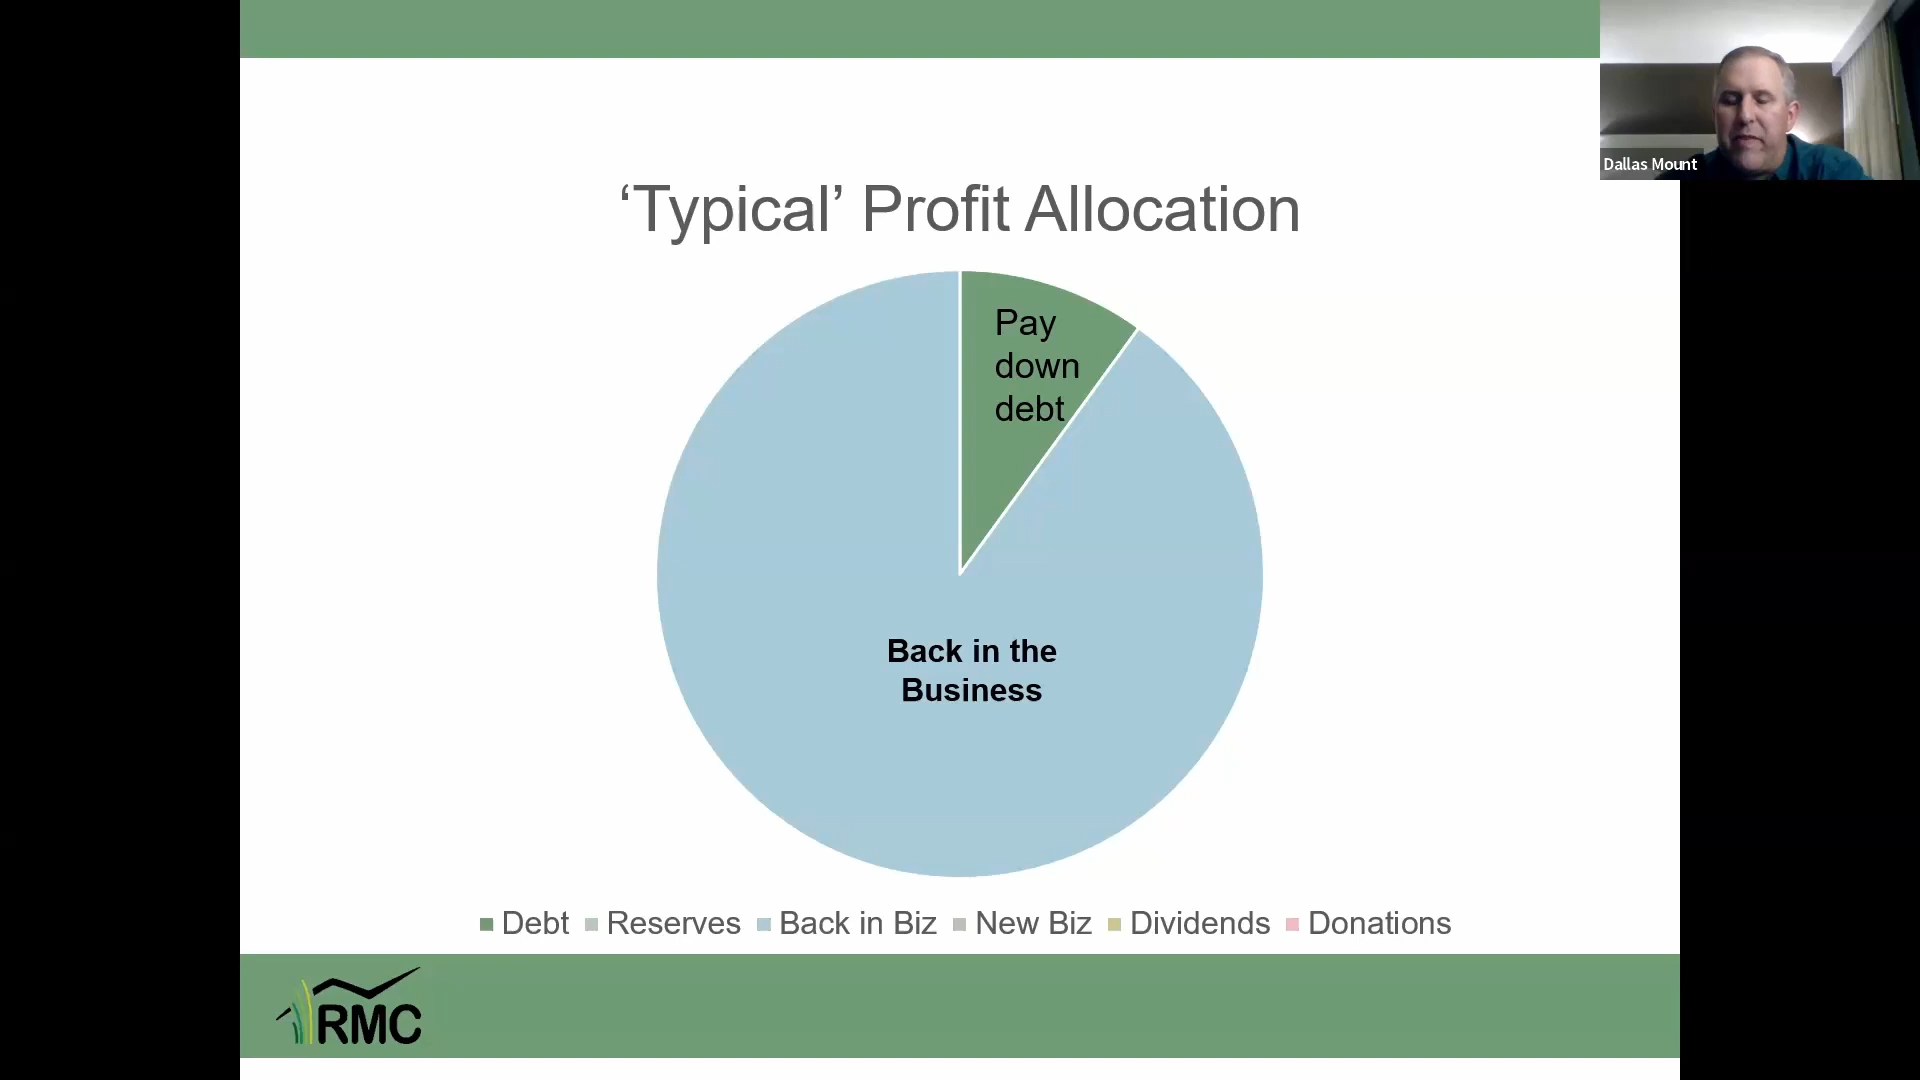 Dallas Mount
‘Typical’ Profit Allocation
Pay
down
debt
Back in the
Business
Debt Reserves Back in Biz New Biz Dividends Donations
RMC